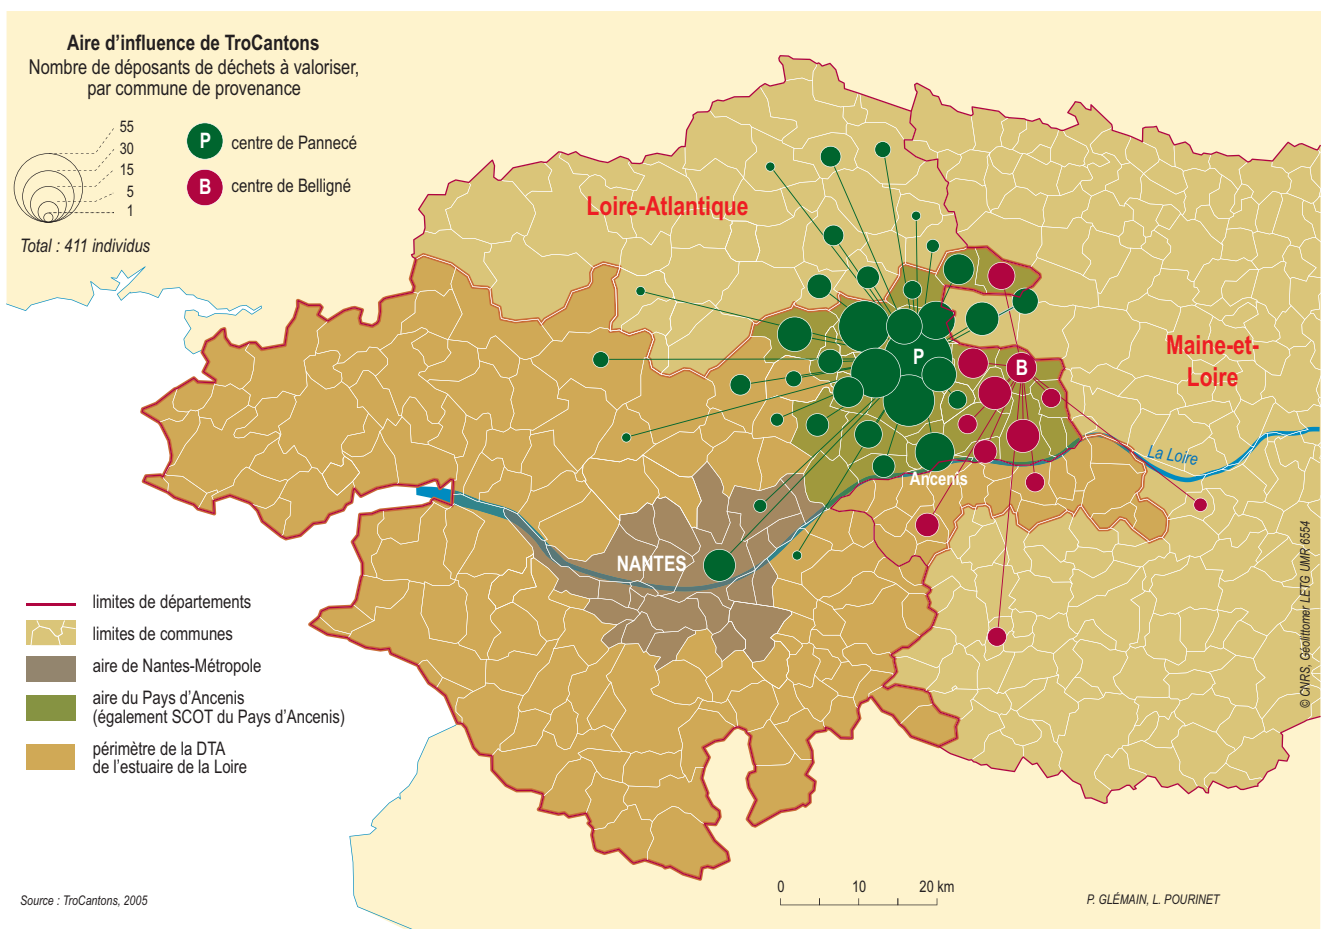 Aire d'influence de TroCantons
Nombre de déposants de déchets à valoriser,
par commune de provenance
55
30
15
5
1
P centre de Pannecé
B centre de Belligné
Total : 411 individus
Loire-Atlantique
Maine-et-
Loire
P
B
La Loire
Ancenis
NANTES
limites de départements
limites de communes
aire de Nantes-Métropole
aire du Pays d'Ancenis
(également SCOT du Pays d'Ancenis)
périmètre de la DTA
de l'estuaire de la Loire
© CNRS, Géolittomer LETG UMR 6554
0 10 20 km
Source : TroCantons, 2005
P. GLÉMAIN, L. POURINET